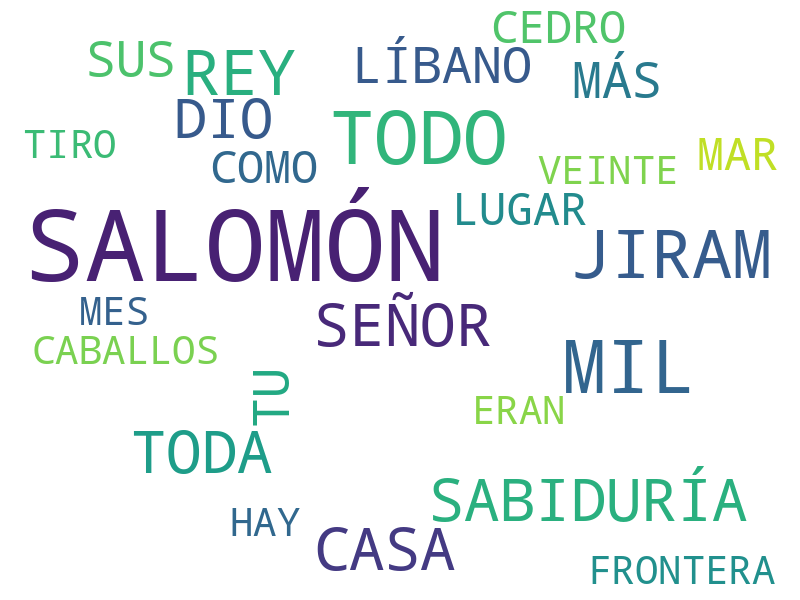 CEDRO
SUS
REY
LÍBANO
MÁS
DIO
TODO
TIRO
COMO
VEINTE
MAR
LUGAR
SALOMÓN
JIRAM
MES
SEÑOR
CABALLOS
MIL
TU
ERAN
TODA
SABIDURÍA
HAY
CASA
FRONTERA